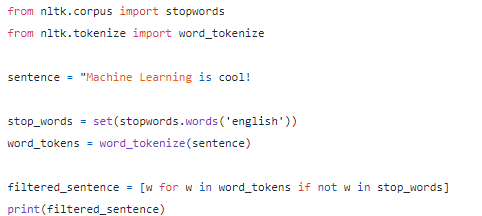 from nltk.corpus import stopwords
from nltk.tokenize import word_tokenize
sentence = "Machine Learning is cool!
stop_words = set(stopwords.words('english'))
word_tokens = word_tokenize(sentence)
filtered_sentence = [w for w in word_tokens if not w in stop_words]
print(filtered_sentence)